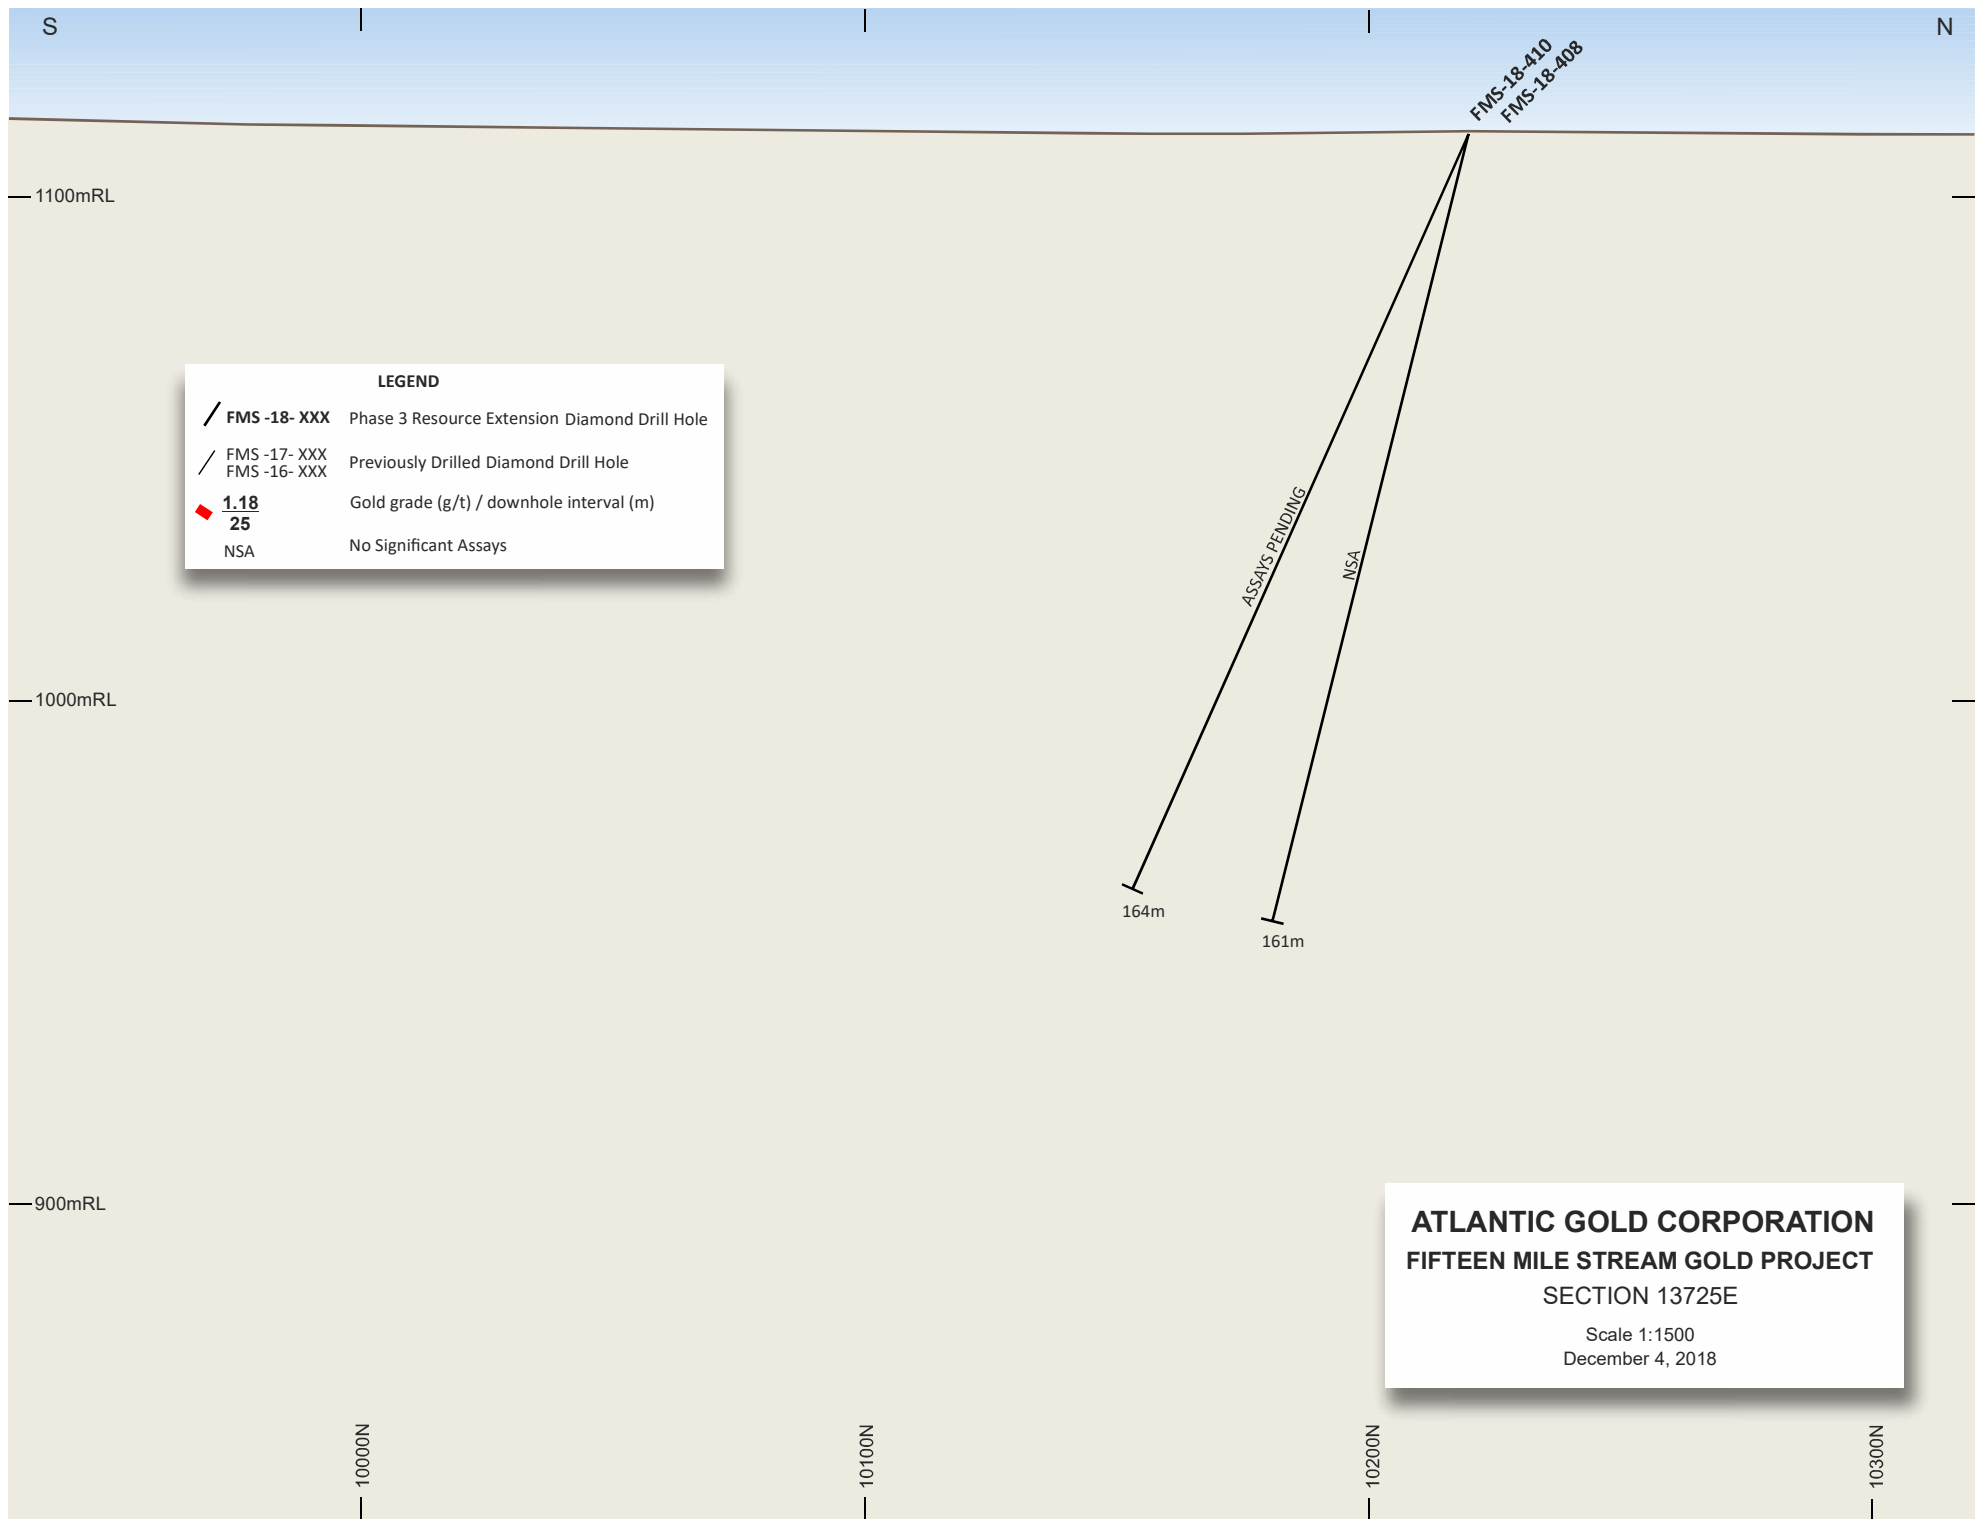 S
N
FMS-18-410
FMS-18-408
1100mRL
LEGEND
FMS -18- XXX Phase 3 Resource Extension Diamond Drill Hole
FMS -17- XXX
FMS -16- XXX
Previously Drilled Diamond Drill Hole
1.18
25
Gold grade (g/t) / downhole interval (m)
NSA No Significant Assays
ASSAYS PENDING
NSA
1000mRL
164m
161m
900mRL
ATLANTIC GOLD CORPORATION
FIFTEEN MILE STREAM GOLD PROJECT
SECTION 13725E
Scale 1:1500
December 4, 2018
10000N
10100N
10200N
10300N